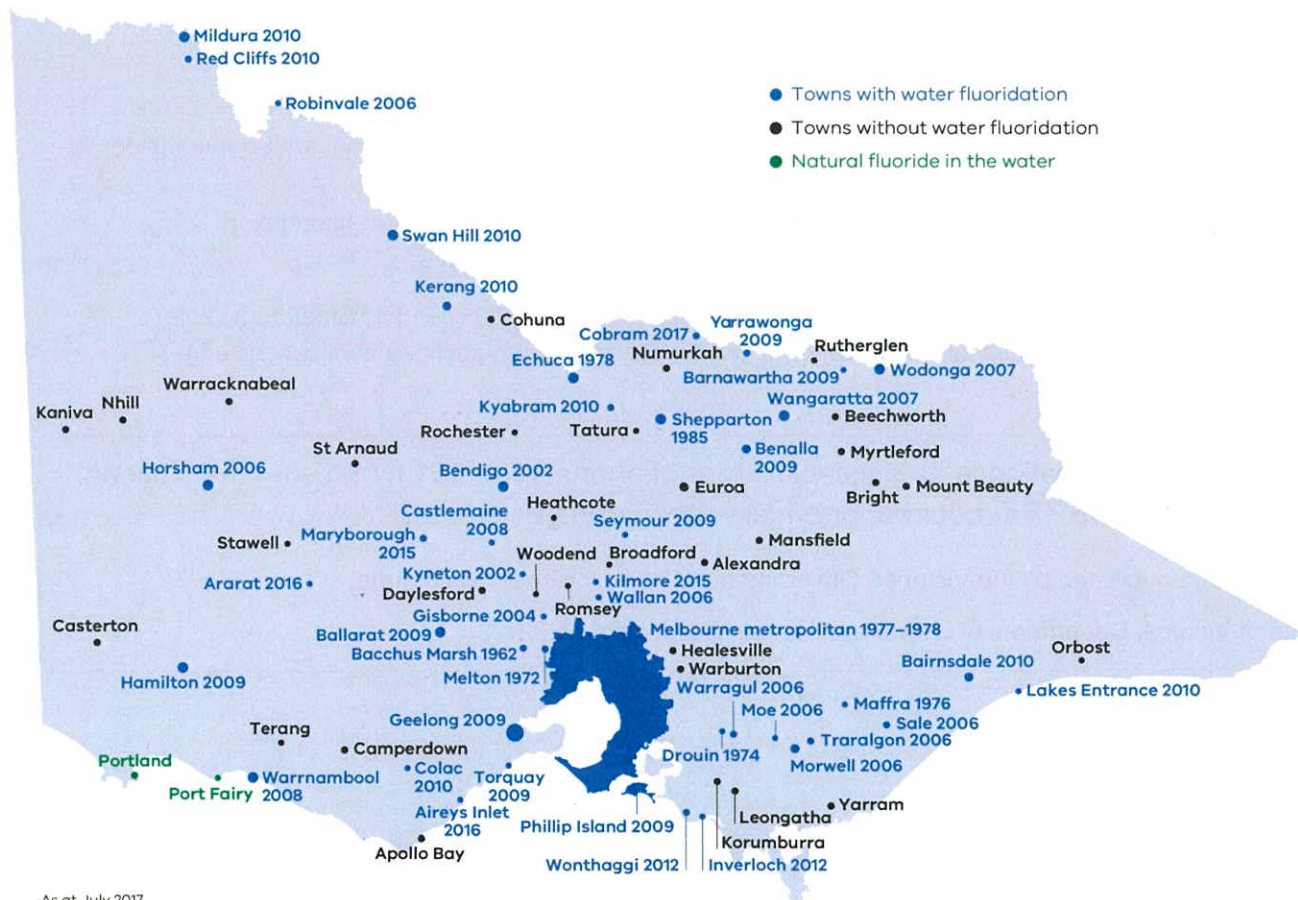 Mildura 2010
Red Cliffs 2010
Robinvale 2006
Towns with water fluoridation
Towns without water fluoridation
Natural fluoride in the water
Swan Hill 2010
Kerang 2010
Cohuna
Cobram 2017
Yarrawonga
2009
Echuca 1978
Numurkah
Rutherglen
Barnawartha 2009
Wodonga 2007
Warracknabeal
Kaniva
Nhill
Kyabram 2010
Wangaratta 2007
Rochester
Tatura
Shepparton
1985
Beechworth
St Arnaud
Benalla
2009
Myrtleford
Horsham 2006
Bendigo 2002
Euroa
Bright
Mount Beauty
Heathcote
Castlemaine
2008
Seymour 2009
Maryborough
2015
Stawell
Mansfield
Woodend
Broadford
Alexandra
Ararat 2016
Kyneton 2002
Kilmore 2015
Daylesford
Wallan 2006
Romsey
Gisborne 2004
Casterton
Ballarat 2009
Melbourne metropolitan 1977–1978
Bacchus Marsh 1962
Healesville
Orbost
Hamilton 2009
Melton 1972
Warburton
Bairnsdale 2010
Warragul 2006
Lakes Entrance 2010
Maffra 1976
Moe 2006
Geelong 2009
Sale 2006
Terang
Traralgon 2006
Camperdown
Drouin 1974
Morwell 2006
Portland
Port Fairy
Warrnambool
2008
Colac
2010
Torquay
2009
Aireys Inlet
2016
Yarram
Leongatha
Phillip Island 2009
Korumburra
Apollo Bay
Wonthaggi 2012
Inverloch 2012
As at July 2017